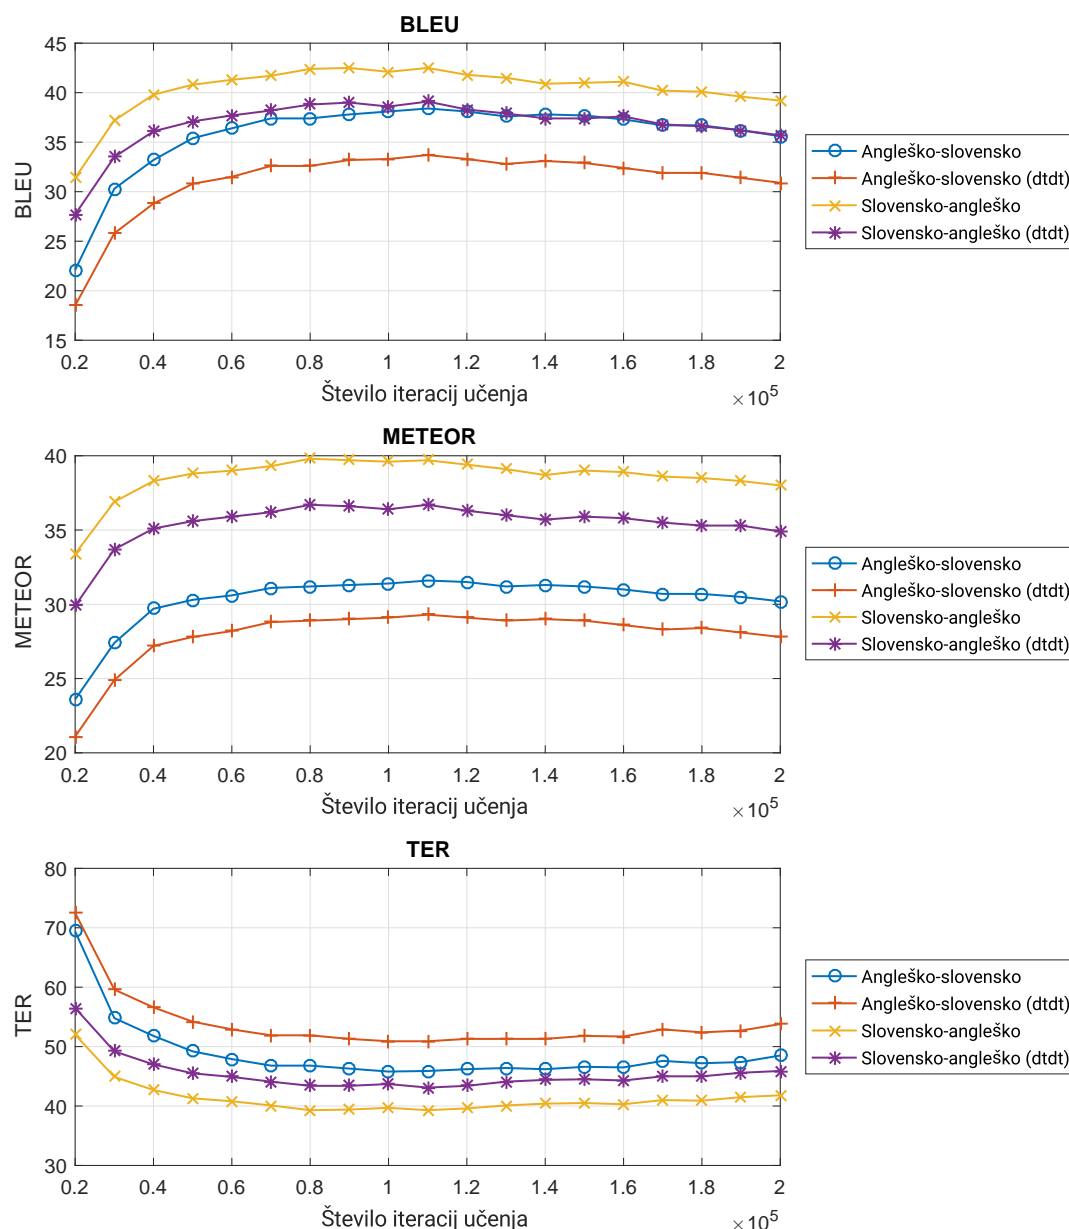 BLEU
45
40
35
30
25
20
15
BLEU
0.2 0.4 0.6 0.8 1 1.2 1.4 1.6 1.8 2
Število iteracij učenja
×10⁵
Angleško-slovensko
Angleško-slovensko (dtdt)
Slovensko-angleško
Slovensko-angleško (dtdt)
METEOR
40
35
30
25
20
METEOR
0.2 0.4 0.6 0.8 1 1.2 1.4 1.6 1.8 2
Število iteracij učenja
×10⁵
Angleško-slovensko
Angleško-slovensko (dtdt)
Slovensko-angleško
Slovensko-angleško (dtdt)
TER
80
70
60
50
40
30
TER
0.2 0.4 0.6 0.8 1 1.2 1.4 1.6 1.8 2
Število iteracij učenja
×10⁵
Angleško-slovensko
Angleško-slovensko (dtdt)
Slovensko-angleško
Slovensko-angleško (dtdt)